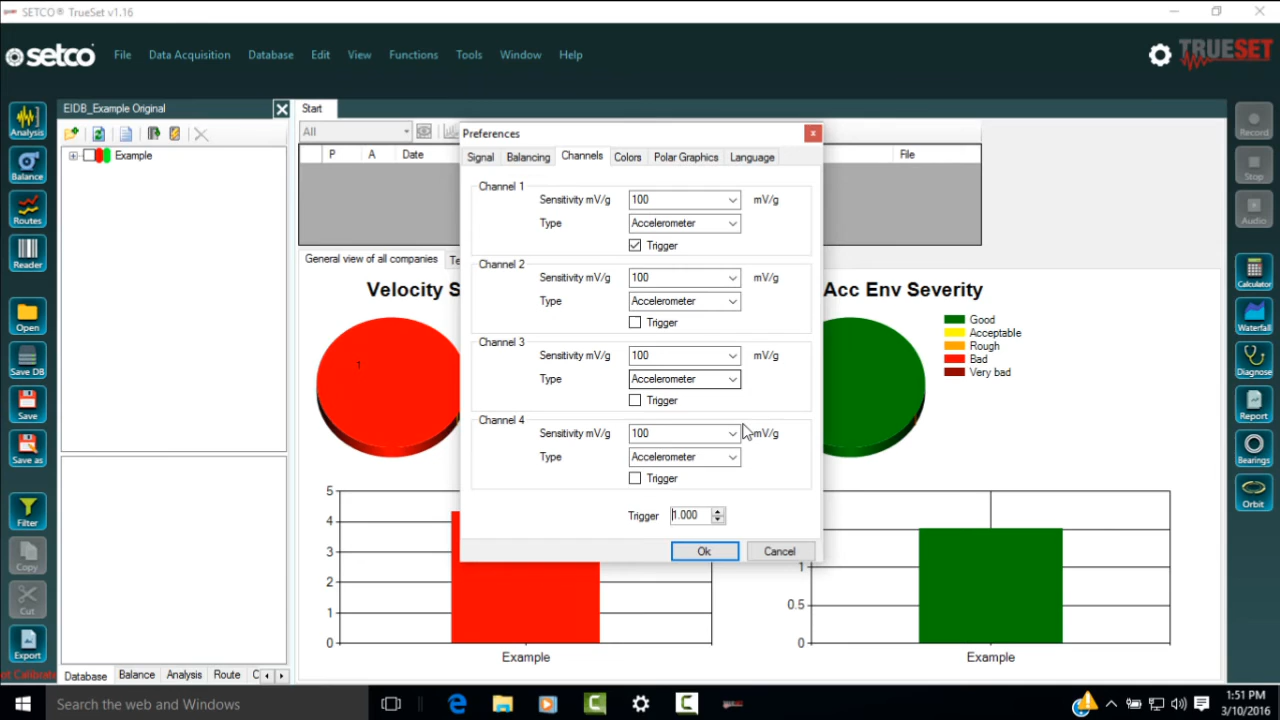 SETCO® TrueSet v1.16
setco
File Data Acquisition Database Edit View Functions Tools Window Help
TRUESET
EIDB_Example Original
Start
Analysis
Balance
Routes
Reader
Open
Save DB
Save
Save as
Filter
Copy
Cut
Export
Example
All
P A Date File
General view of all companies Te
Velocity S
1
Acc Env Severity
Good
Acceptable
Rough
Bad
Very bad
Preferences
Signal Balancing Channels Colors Polar Graphics Language
Channel 1
Sensitivity mV/g 100 mV/g
Type Accelerometer
Trigger
Channel 2
Sensitivity mV/g 100 mV/g
Type Accelerometer
Trigger
Channel 3
Sensitivity mV/g 100 mV/g
Type Accelerometer
Trigger
Channel 4
Sensitivity mV/g 100 mV/g
Type Accelerometer
Trigger
Trigger 1.000
Ok Cancel
5
4
3
2
1
0
Example
1
0.5
0
Example
Record
Stop
Audio
Calculator
Waterfall
Diagnose
Report
Bearings
Orbit
ot Calibrate
Database Balance Analysis Route C
Search the web and Windows
1:51 PM
3/10/2016